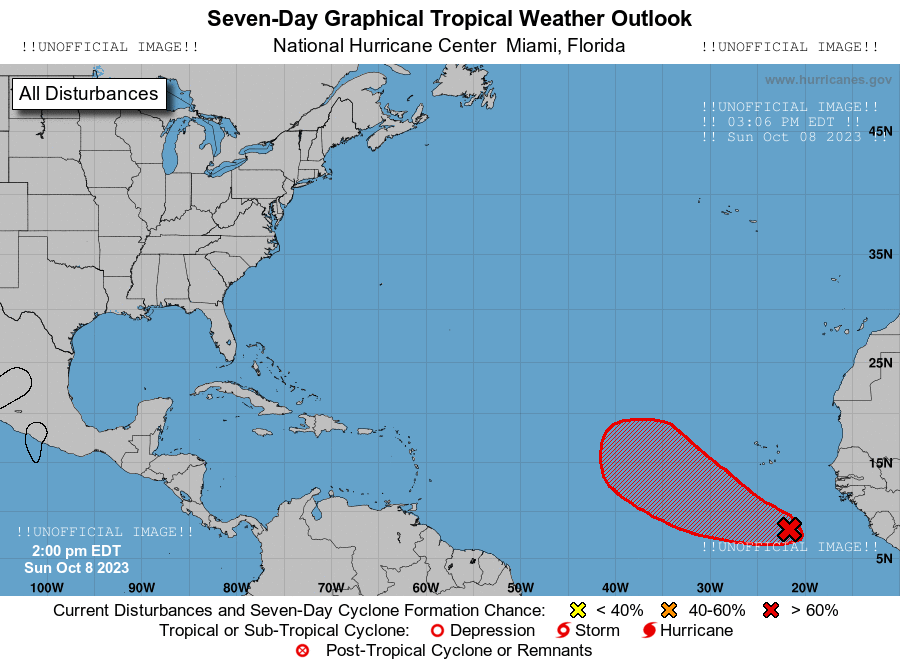 Seven-Day Graphical Tropical Weather Outlook
!!UNOFFICIAL IMAGE!!
National Hurricane Center  Miami, Florida
!!UNOFFICIAL IMAGE!!
www.hurricanes.gov
All Disturbances
!!UNOFFICIAL IMAGE!!
!! 03:06 PM EDT !!
45N
!! Sun Oct 08 2023 !!
35N
25N
15N
!!UNOFFICIAL IMAGE!!
2:00 pm EDT
!!UNOFFICIAL IMAGE!!
5N
Sun Oct 8 2023
100W 90W 80W 70W 60W 50W 40W 30W 20W
Current Disturbances and Seven-Day Cyclone Formation Chance: < 40% 40-60% > 60%
Tropical or Sub-Tropical Cyclone: Depression Storm Hurricane
Post-Tropical Cyclone or Remnants